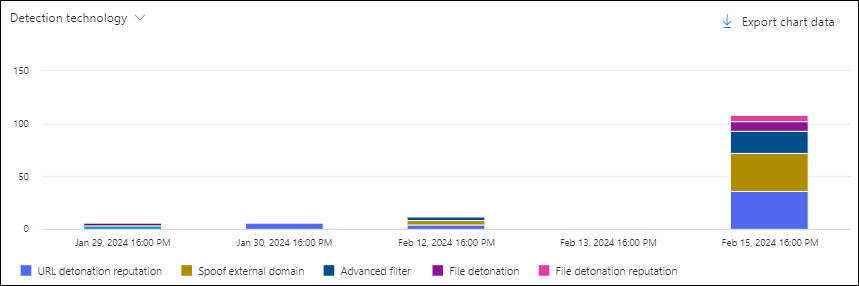 Detection technology
Export chart data
150
100
50
0
Jan 29, 2024 16:00 PM
Jan 30, 2024 16:00 PM
Feb 12, 2024 16:00 PM
Feb 13, 2024 16:00 PM
Feb 15, 2024 16:00 PM
URL detonation reputation
Spoof external domain
Advanced filter
File detonation
File detonation reputation